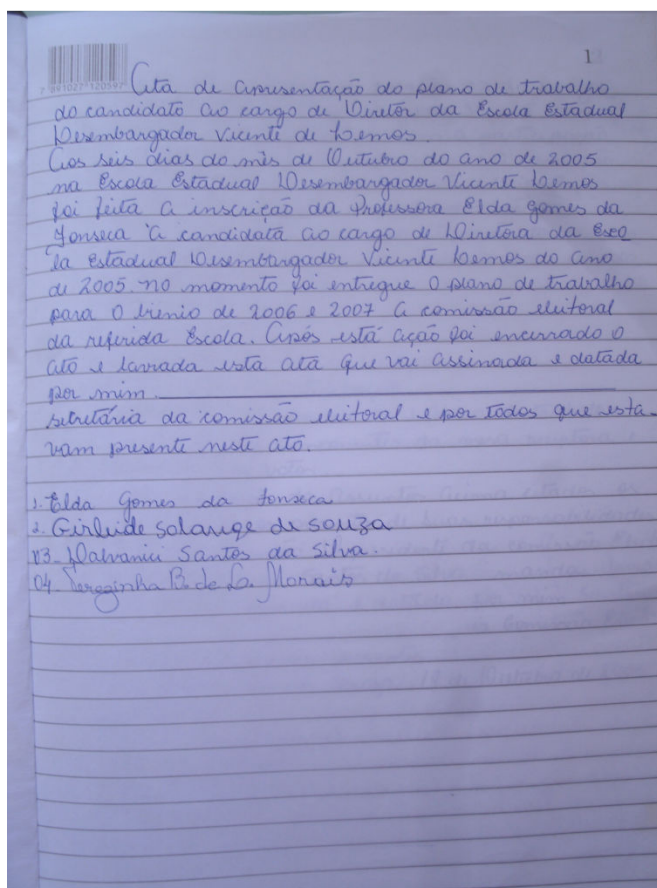 1
7 891027 120597
Ata de apresentação do plano de trabalho
do candidato ao cargo de Diretor da Escola Estadual
Desembargador Vicente de Lemos.
Aos seis dias do mês de Outubro do ano de 2005
na Escola Estadual Desembargador Vicente Lemos
foi feita a inscrição da Professora Elda Gomes da
Fonseca a candidata ao cargo de Diretora da Esco
la Estadual Desembargador Vicente Lemos do ano
de 2005. no momento foi entregue o plano de trabalho
para o bienio de 2006 e 2007 a comissão eleitoral
da referida Escola. Após está ação foi encerrado o
ato e lavrada esta ata que vai assinada e datada
por mim.
secretária da comissão eleitoral e por todos que esta-
vam presente neste ato.
1. Elda Gomes da Fonseca
2. Girleide Solange de Souza
03. Dalvanici Santos da Silva.
04. Terezinha B. de L. Morais